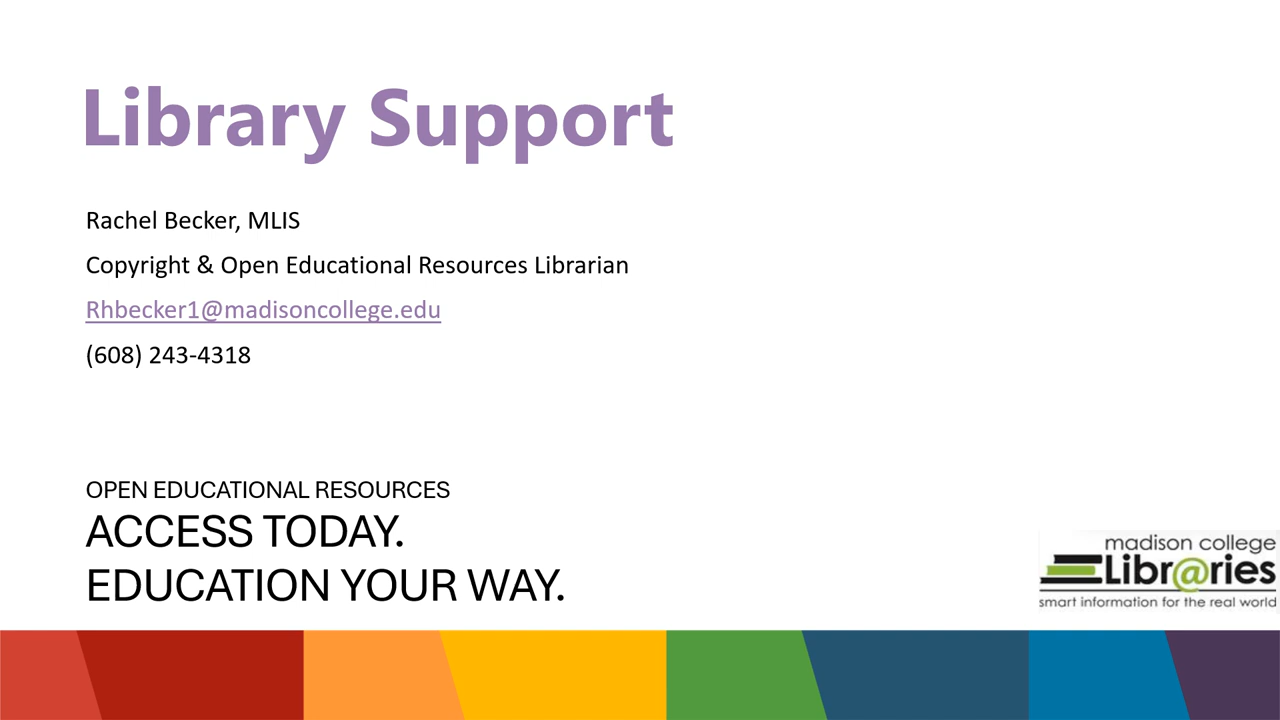 Library Support
Rachel Becker, MLIS
Copyright & Open Educational Resources Librarian
Rhbecker1@madisoncollege.edu
(608) 243-4318
OPEN EDUCATIONAL RESOURCES
ACCESS TODAY.
EDUCATION YOUR WAY.
madison college
Libr@ries
smart information for the real world